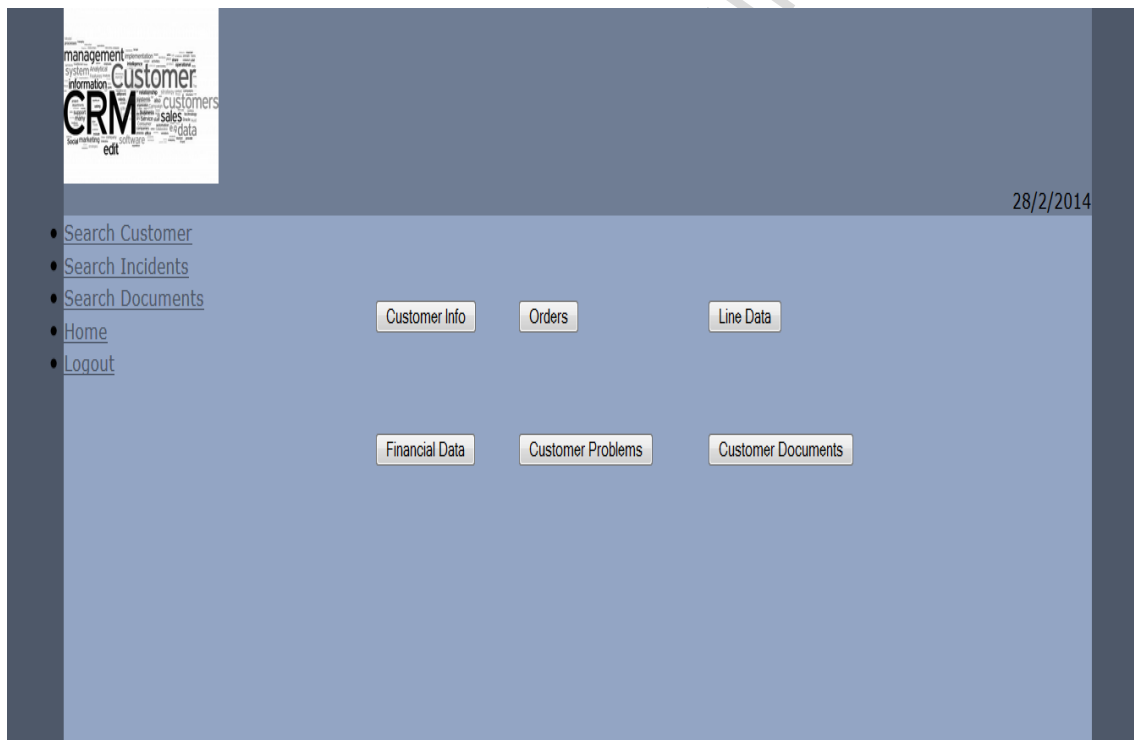 management
system
Customer
information
CRM
customers
sales
data
software
edit
28/2/2014
Search Customer
Search Incidents
Search Documents
Home
Logout
Customer Info Orders Line Data
Financial Data Customer Problems Customer Documents